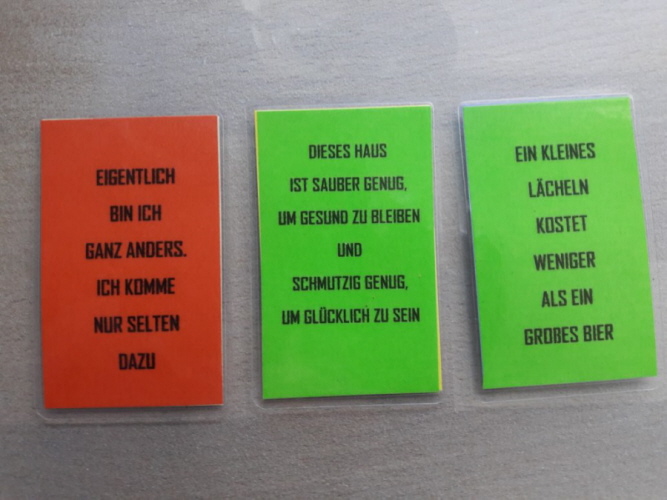 EIGENTLICH
BIN ICH
GANZ ANDERS.
ICH KOMME
NUR SELTEN
DAZU
DIESES HAUS
IST SAUBER GENUG,
UM GESUND ZU BLEIBEN
UND
SCHMUTZIG GENUG,
UM GLÜCKLICH ZU SEIN
EIN KLEINES
LÄCHELN
KOSTET
WENIGER
ALS EIN
GROßES BIER